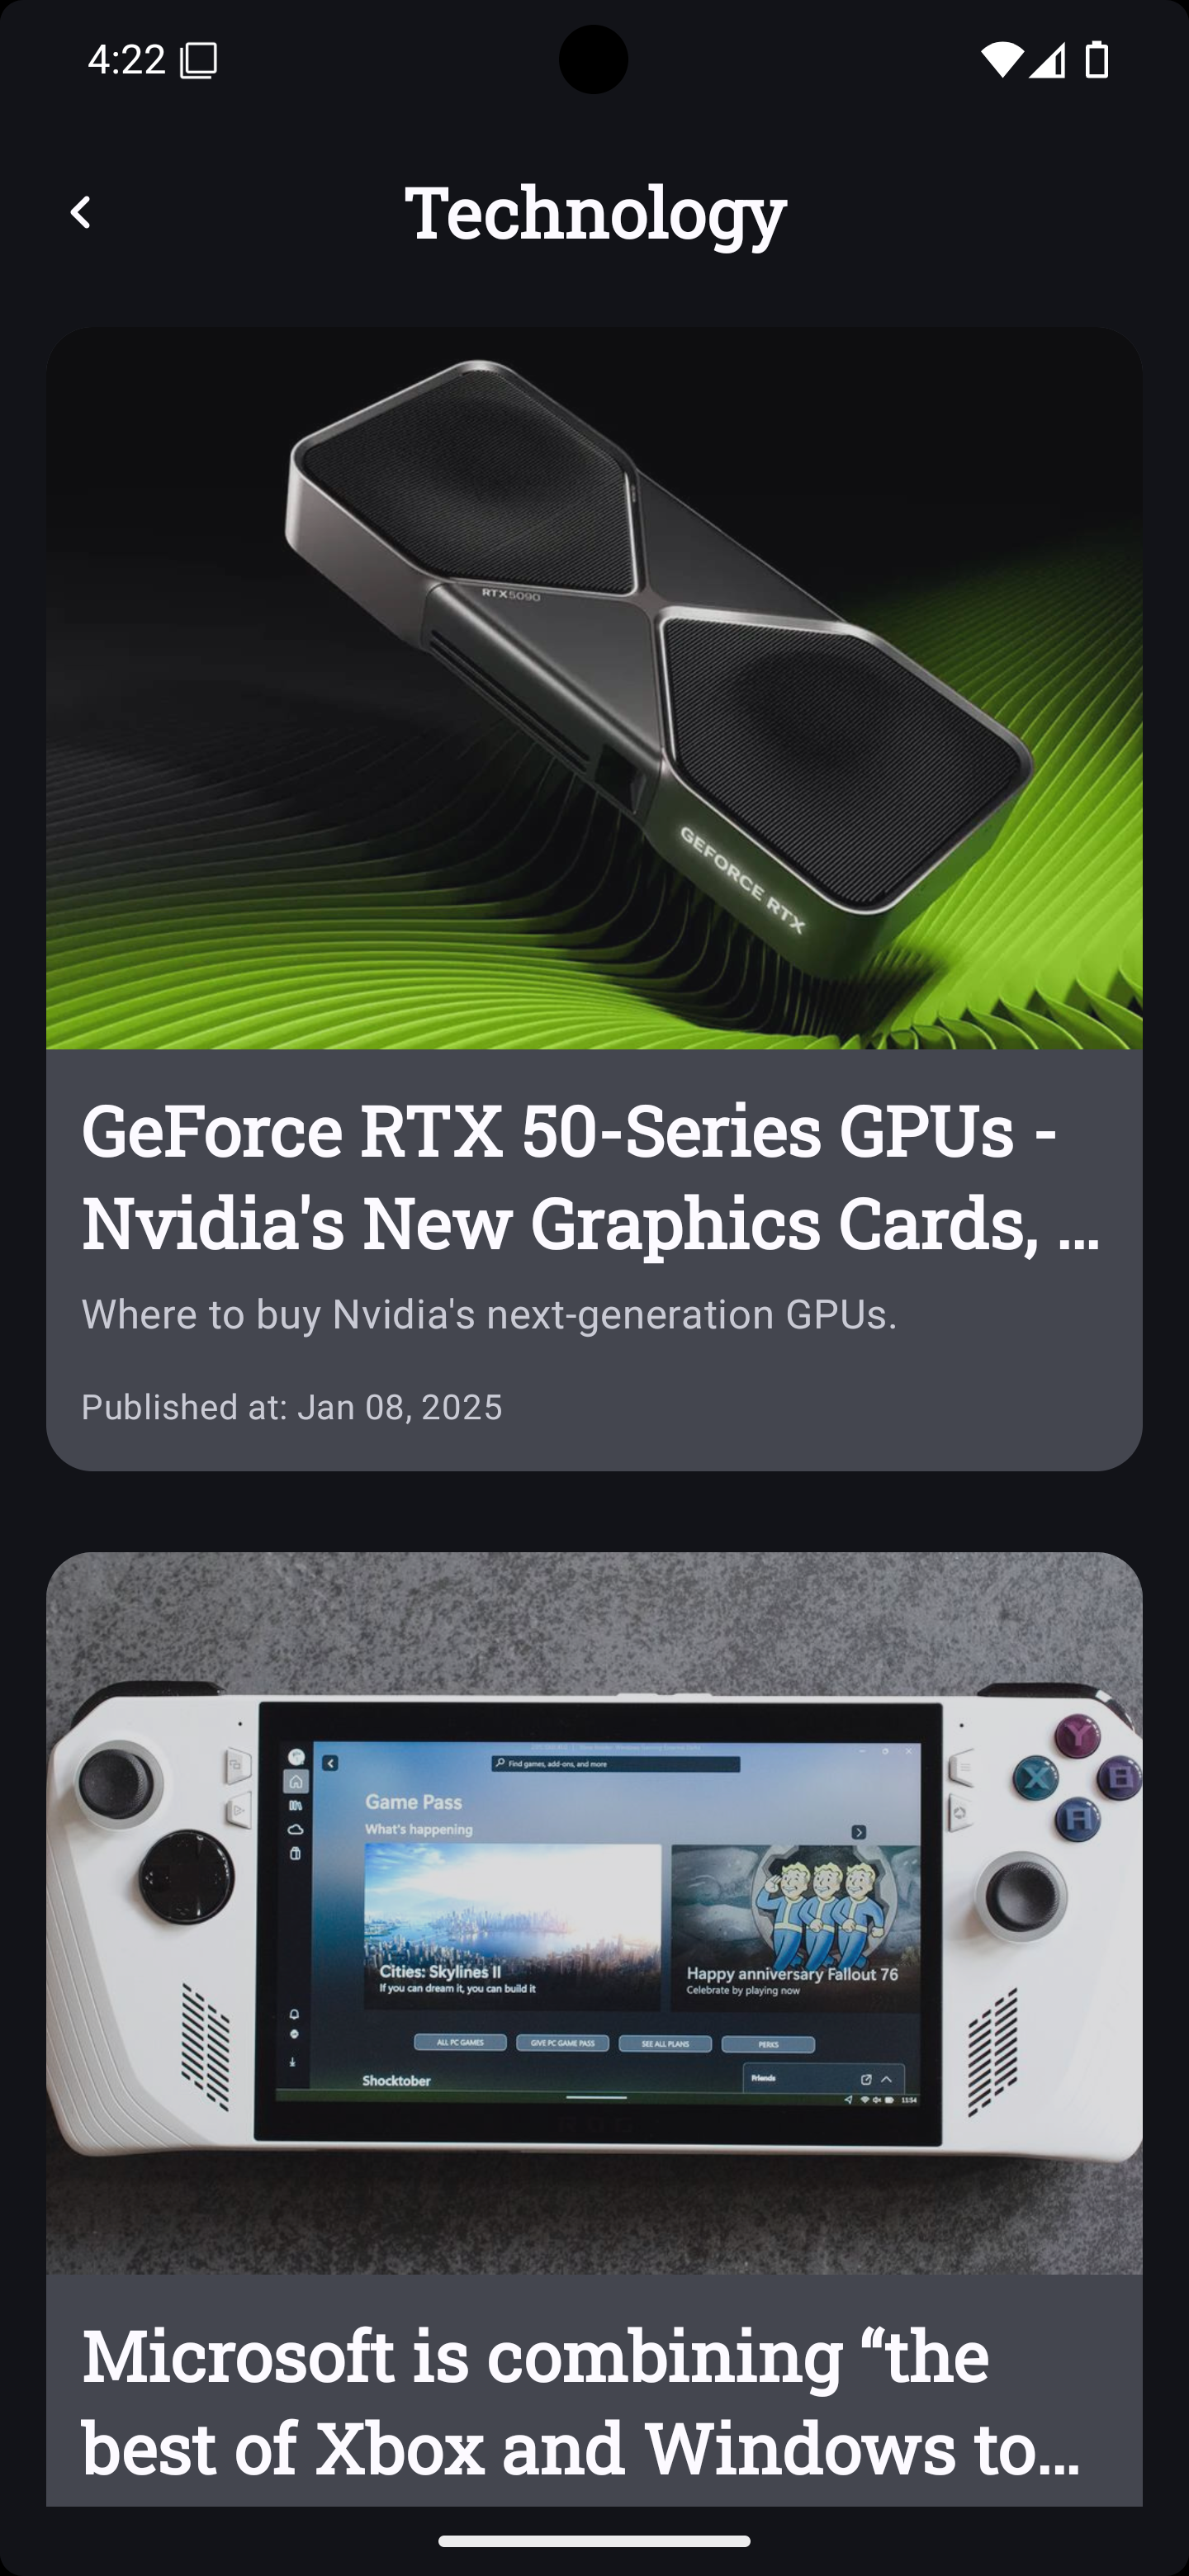 4:22
Technology
RTX5090
GEFORCE RTX
GeForce RTX 50-Series GPUs -
Nvidia's New Graphics Cards, ...
Where to buy Nvidia's next-generation GPUs.
Published at: Jan 08, 2025
Find games, add-ons, and more
Game Pass
What's happening
Cities: Skylines II
If you can dream it, you can build it
Happy anniversary Fallout 76
Celebrate by playing now
ALL PC GAMES
GIVE PC GAME PASS
SEE ALL PLANS
PERKS
Shocktober
Friends
11:54
Y
X
B
A
Microsoft is combining “the
best of Xbox and Windows to...